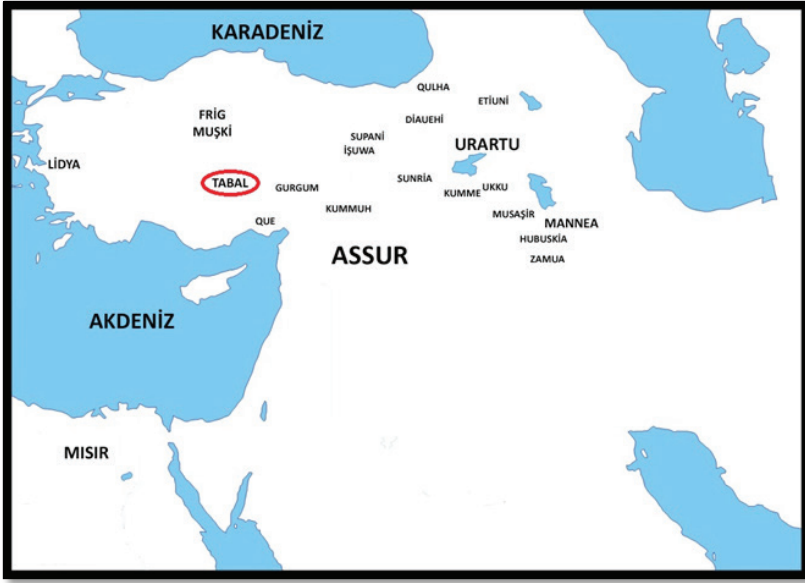 KARADENİZ
QULHA
ETİUNİ
FRİG
MUŞKİ
DİAUEHİ
SUPANİ
İŞUWA
URARTU
LİDYA
TABAL
GURGUM
SUNRİA
KUMME
UKKU
KUMMUH
MUSAŞİR
QUE
MANNEA
HUBUSKİA
ASSUR
ZAMUA
AKDENİZ
MISIR